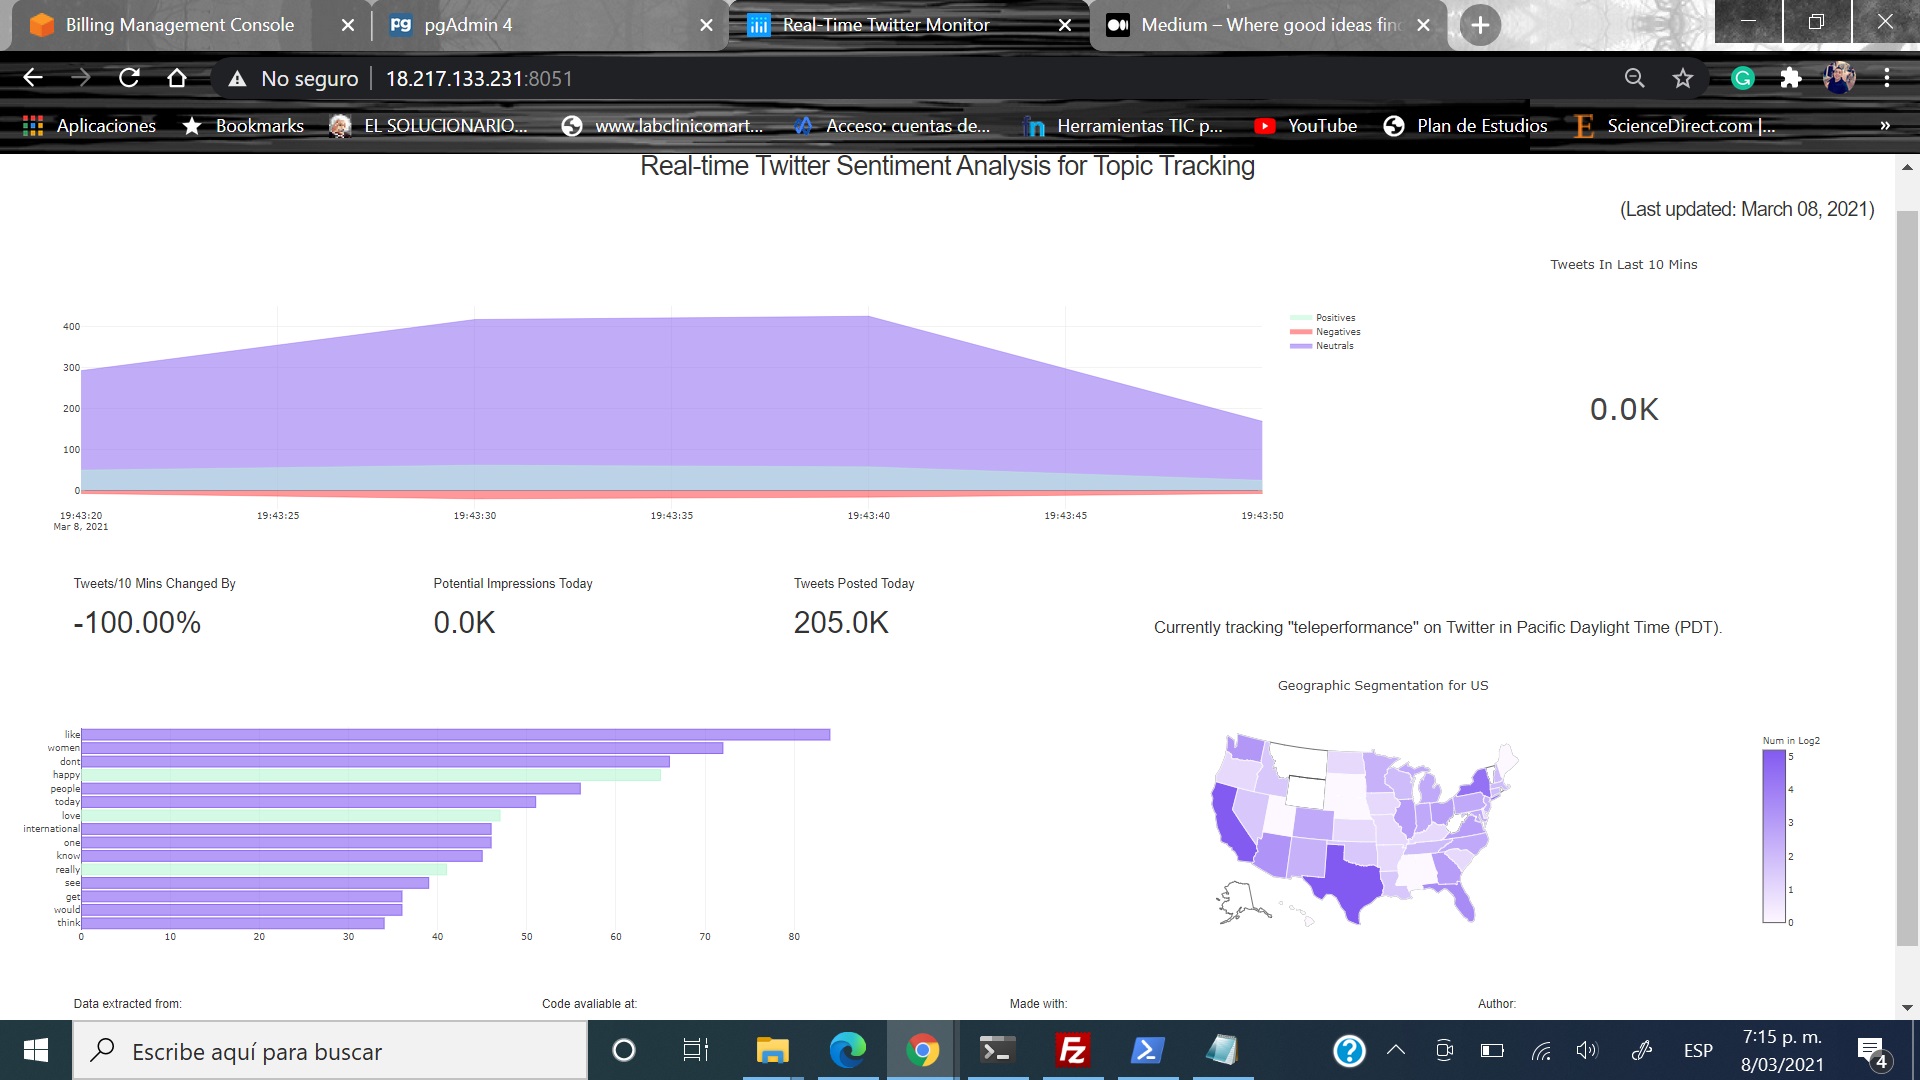 Billing Management Console
pgAdmin 4
Real-Time Twitter Monitor
Medium – Where good ideas fin
No seguro
18.217.133.231:8051
Aplicaciones
Bookmarks
EL SOLUCIONARIO...
www.labclinicomart...
Acceso: cuentas de...
Herramientas TIC p...
YouTube
Plan de Estudios
ScienceDirect.com |...
»
Real-time Twitter Sentiment Analysis for Topic Tracking
(Last updated: March 08, 2021)
Tweets In Last 10 Mins
0.0K
400
300
200
100
0
19:43:20
Mar 8, 2021
19:43:25
19:43:30
19:43:35
19:43:40
19:43:45
19:43:50
Positives
Negatives
Neutrals
Tweets/10 Mins Changed By
-100.00%
Potential Impressions Today
0.0K
Tweets Posted Today
205.0K
Currently tracking "teleperformance" on Twitter in Pacific Daylight Time (PDT).
like
women
dont
happy
people
today
love
international
one
know
really
see
get
would
think
0 10 20 30 40 50 60 70 80
Geographic Segmentation for US
Num in Log2
5
4
3
2
1
0
Data extracted from:
Code avaliable at:
Made with:
Author:
Escribe aquí para buscar
ESP
7:15 p. m.
8/03/2021
4